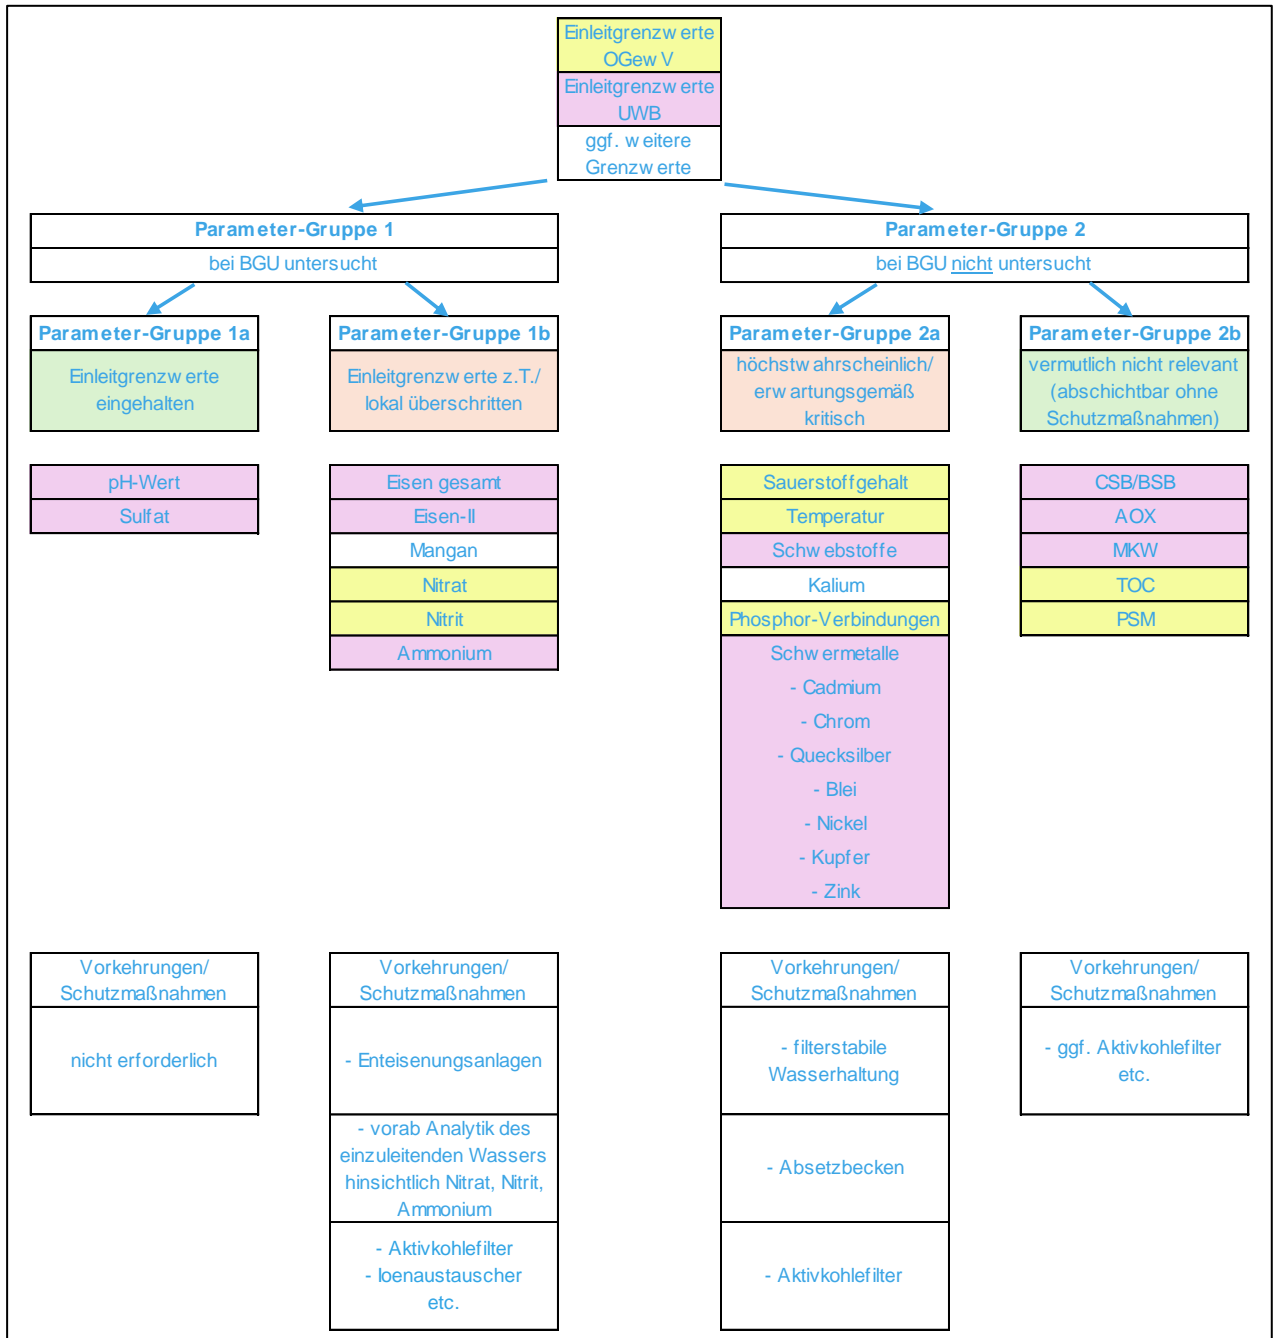 Einleitgrenzwerte
OGewV
Einleitgrenzwerte
UWB
ggf. weitere
Grenzwerte
Parameter-Gruppe 1
bei BGU untersucht
Parameter-Gruppe 2
bei BGU nicht untersucht
Parameter-Gruppe 1a
Einleitgrenzwerte
eingehalten
Parameter-Gruppe 1b
Einleitgrenzwerte z.T./
lokal überschritten
Parameter-Gruppe 2a
höchstwahrscheinlich/
erwartungsgemäß
kritisch
Parameter-Gruppe 2b
vermutlich nicht relevant
(abschichtbar ohne
Schutzmaßnahmen)
pH-Wert
Sulfat
Eisen gesamt
Eisen-II
Mangan
Nitrat
Nitrit
Ammonium
Sauerstoffgehalt
Temperatur
Schwebstoffe
Kalium
Phosphor-Verbindungen
Schwermetalle
- Cadmium
- Chrom
- Quecksilber
- Blei
- Nickel
- Kupfer
- Zink
CSB/BSB
AOX
MKW
TOC
PSM
Vorkehrungen/
Schutzmaßnahmen
nicht erforderlich
Vorkehrungen/
Schutzmaßnahmen
- Enteisenungsanlagen
- vorab Analytik des
einzuleitenden Wassers
hinsichtlich Nitrat, Nitrit,
Ammonium
- Aktivkohlefilter
- Ioenaustauscher
etc.
Vorkehrungen/
Schutzmaßnahmen
- filterstabile
Wasserhaltung
- Absetzbecken
- Aktivkohlefilter
Vorkehrungen/
Schutzmaßnahmen
- ggf. Aktivkohlefilter
etc.